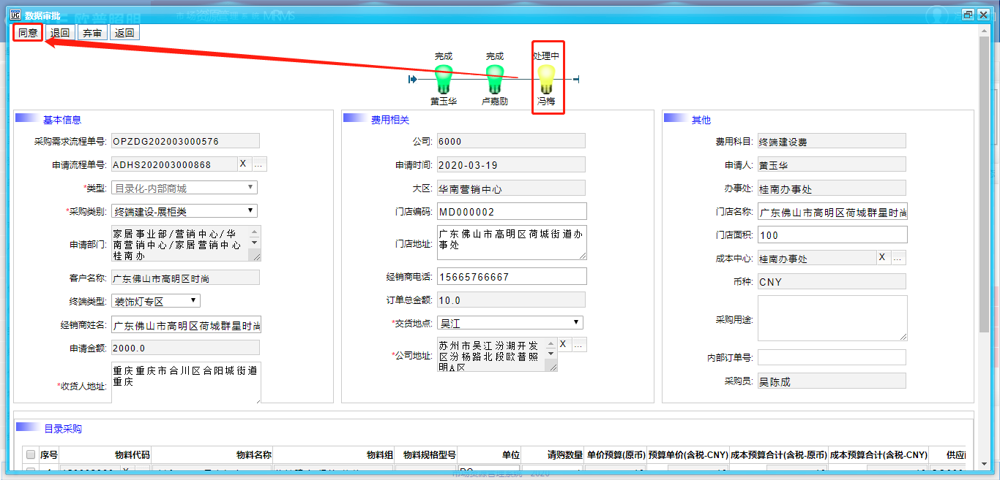 市场资源管理系统 MRMS
数据审批
同意 退回 弃审 返回
完成 完成 处理中
黄玉华 卢嘉励 冯梅
基本信息
采购需求流程单号: OPZDG202003000576
申请流程单号: ADHS202003000868 X ...
*类型: 目录化-内部商城
*采购类别: 终端建设-展柜类
申请部门: 家居事业部/营销中心/华
南营销中心/家居营销中心
桂南办
客户名称: 广东佛山市高明区时尚
终端类型: 装饰灯专区
经销商姓名: 广东佛山市高明区荷城群星时尚
申请金额: 2000.0
*收货人地址: 重庆重庆市合川区合阳城街道
重庆
费用相关
公司: 6000
申请时间: 2020-03-19
大区: 华南营销中心
门店编码: MD000002
门店地址: 广东佛山市高明区荷城街道办
事处
经销商电话: 15665766667
订单总金额: 10.0
*交货地点: 吴江
*公司地址: 苏州市吴江汾湖开发
区汾杨路北段欧普照
明A区
X ...
其他
费用科目: 终端建设费
申请人: 黄玉华
办事处: 桂南办事处
门店名称: 广东佛山市高明区荷城群星时尚
门店面积: 100
成本中心: 桂南办事处 X ...
币种: CNY
采购用途:
内部订单号:
采购员: 吴陈成
目录采购
序号 物料代码 物料名称 物料组 物料规格型号 单位 请购数量 单价预算(原币) 预算单价(含税-CNY) 成本预算合计(含税-原币) 成本预算合计(含税-CNY)